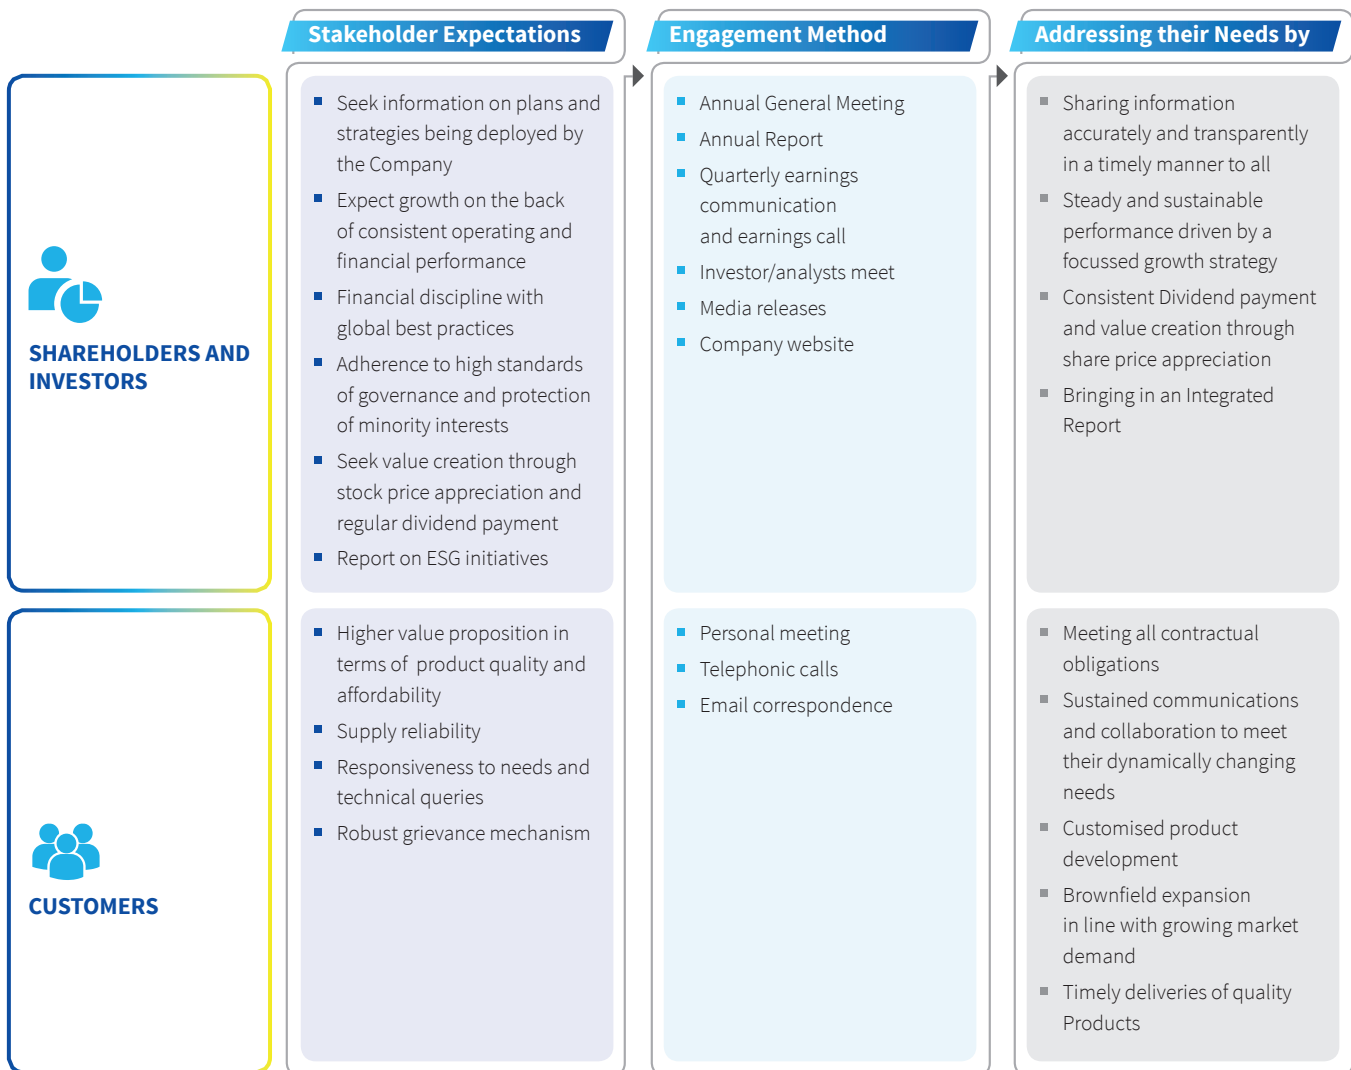 Stakeholder Expectations
Engagement Method
Addressing their Needs by
SHAREHOLDERS AND
INVESTORS
Seek information on plans and
strategies being deployed by
the Company
Expect growth on the back
of consistent operating and
financial performance
Financial discipline with
global best practices
Adherence to high standards
of governance and protection
of minority interests
Seek value creation through
stock price appreciation and
regular dividend payment
Report on ESG initiatives
Annual General Meeting
Annual Report
Quarterly earnings
communication
and earnings call
Investor/analysts meet
Media releases
Company website
Sharing information
accurately and transparently
in a timely manner to all
Steady and sustainable
performance driven by a
focussed growth strategy
Consistent Dividend payment
and value creation through
share price appreciation
Bringing in an Integrated
Report
CUSTOMERS
Higher value proposition in
terms of product quality and
affordability
Supply reliability
Responsiveness to needs and
technical queries
Robust grievance mechanism
Personal meeting
Telephonic calls
Email correspondence
Meeting all contractual
obligations
Sustained communications
and collaboration to meet
their dynamically changing
needs
Customised product
development
Brownfield expansion
in line with growing market
demand
Timely deliveries of quality
Products